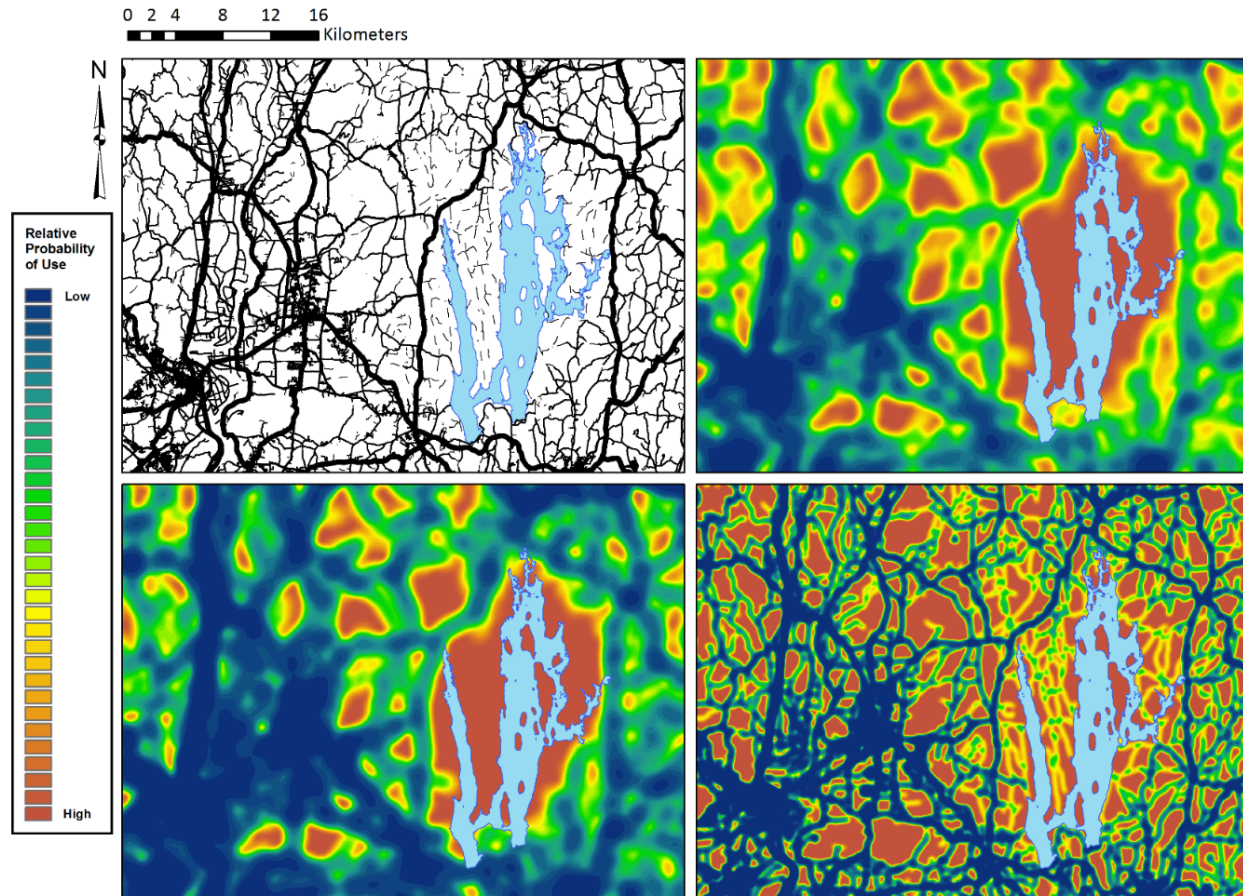 0 2 4 8 12 16
Kilometers
N
Relative
Probability
of Use
Low
High